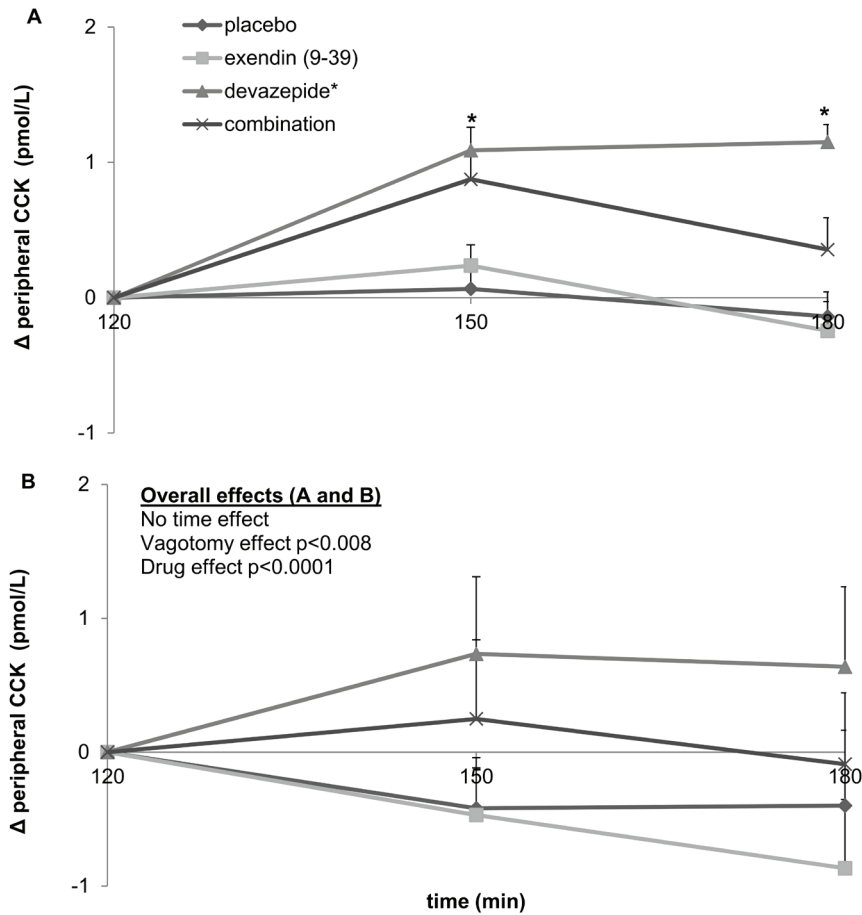 A
2
placebo
exendin (9-39)
devazepide*
combination
* *
1
0
120 150 180
-1
Δ peripheral CCK (pmol/L)
B
2
Overall effects (A and B)
No time effect
Vagotomy effect p<0.008
Drug effect p<0.0001
1
0
120 150 180
-1
Δ peripheral CCK (pmol/L)
time (min)